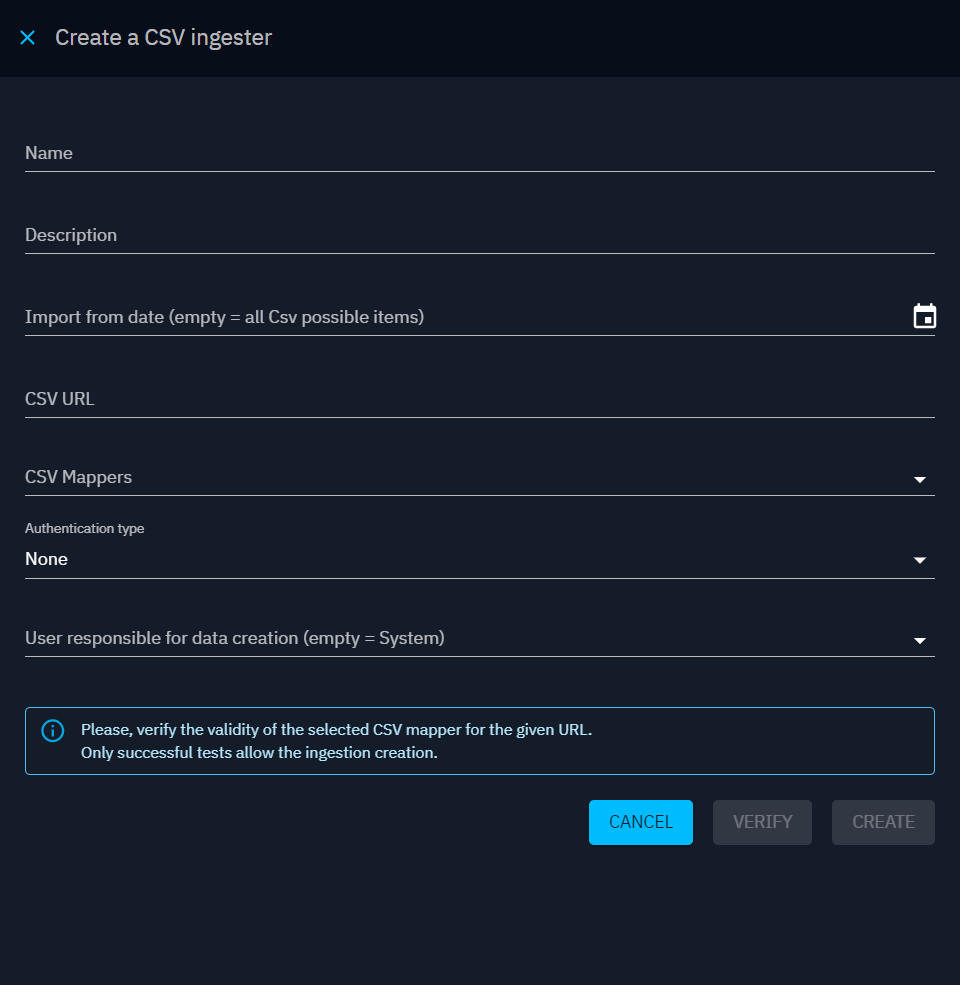 Create a CSV ingester
Name
Description
Import from date (empty = all Csv possible items)
CSV URL
CSV Mappers
Authentication type
None
User responsible for data creation (empty = System)
Please, verify the validity of the selected CSV mapper for the given URL.
Only successful tests allow the ingestion creation.
CANCEL VERIFY CREATE